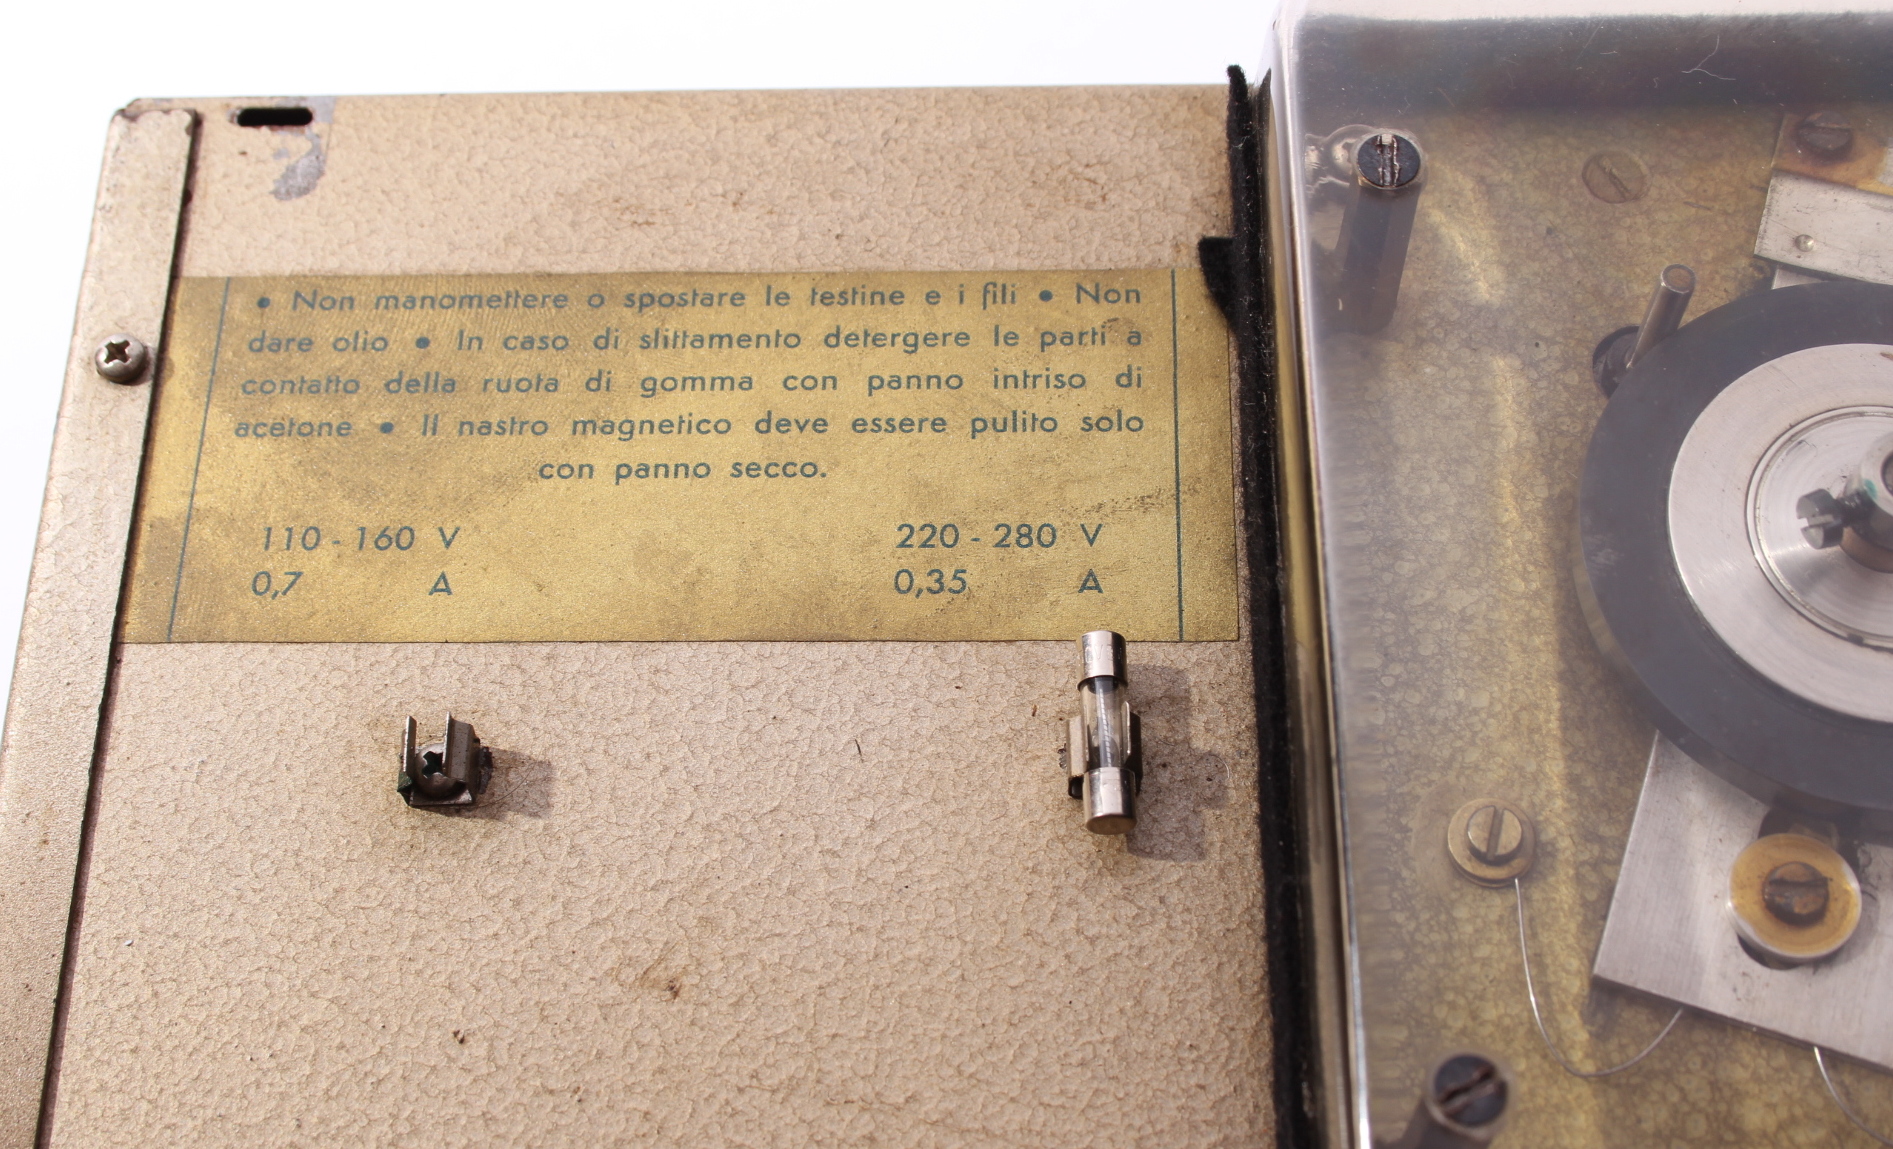 • Non manomettere o spostare le testine e i fili • Non
dare olio • In caso di slittamento detergere le parti a
contatto della ruota di gomma con panno intriso di
acetone • Il nastro magnetico deve essere pulito solo
con panno secco.
110 - 160 V 220 - 280 V
0,7 A 0,35 A